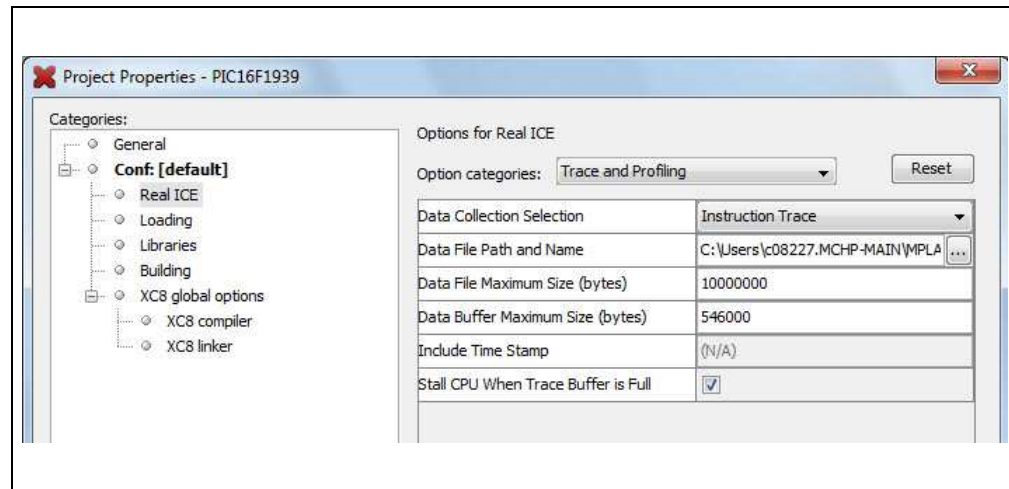 Project Properties - PIC16F1939
Categories:
General
Conf: [default]
Real ICE
Loading
Libraries
Building
XC8 global options
XC8 compiler
XC8 linker
Options for Real ICE
Option categories: Trace and Profiling Reset
Data Collection Selection Instruction Trace
Data File Path and Name C:\Users\c08227.MCHP-MAIN\MPLA ...
Data File Maximum Size (bytes) 10000000
Data Buffer Maximum Size (bytes) 546000
Include Time Stamp (N/A)
Stall CPU When Trace Buffer is Full